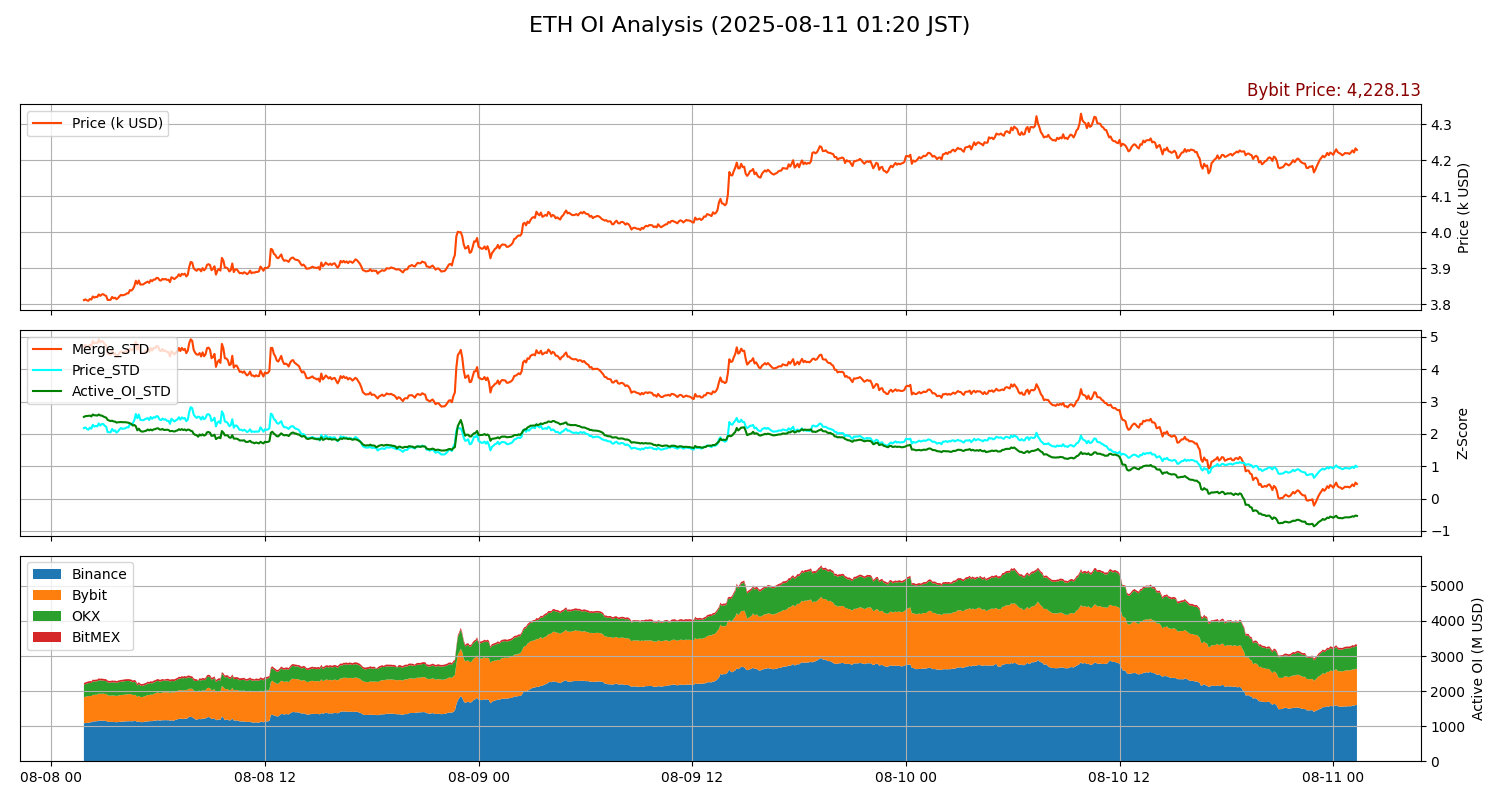 ETH OI Analysis (2025-08-11 01:20 JST)
Bybit Price: 4,228.13
Price (k USD)
4.3
4.2
4.1
4.0
3.9
3.8
Price (k USD)
Merge_STD
Price_STD
Active_OI_STD
5
4
3
2
1
0
−1
Z-Score
Binance
Bybit
OKX
BitMEX
5000
4000
3000
2000
1000
0
Active OI (M USD)
08-08 00
08-08 12
08-09 00
08-09 12
08-10 00
08-10 12
08-11 00